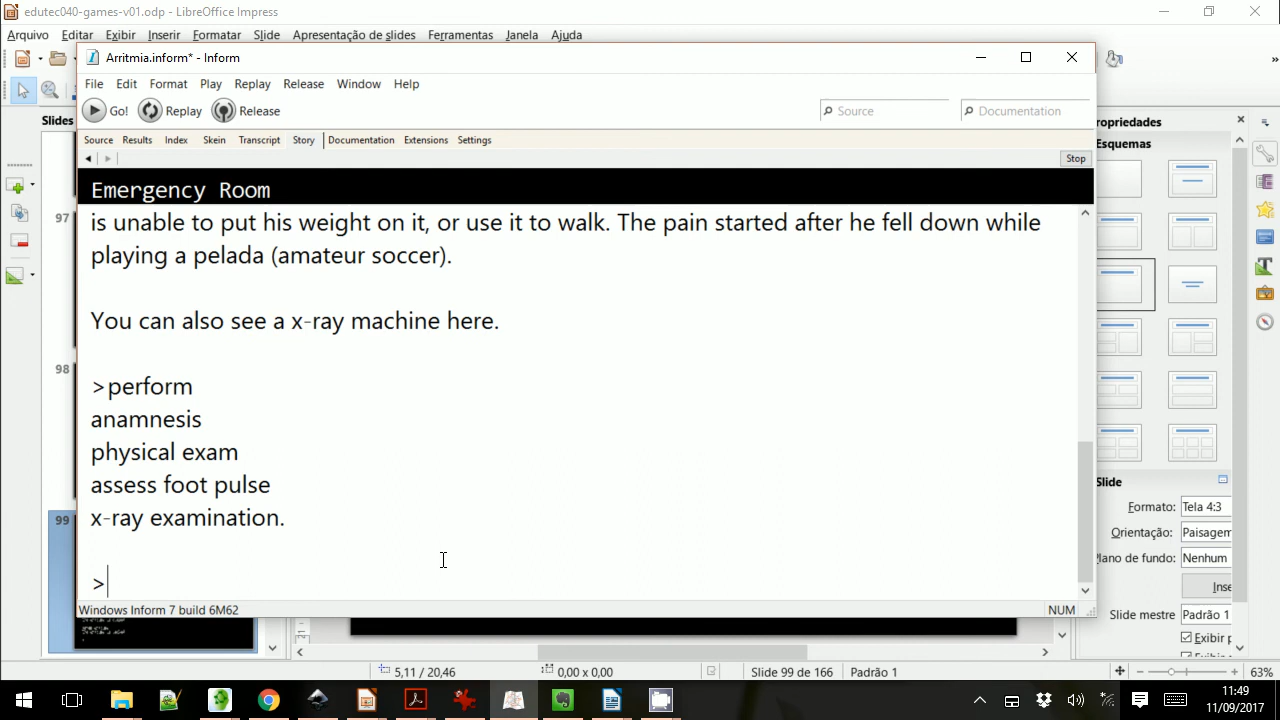 edutec040-games-v01.odp - LibreOffice Impress
Arquivo Editar Exibir Inserir Formatar Slide Apresentação de slides Ferramentas Janela Ajuda
Arritmia.inform* - Inform
File Edit Format Play Replay Release Window Help
Go! Replay Release Source Documentation
Source Results Index Skein Transcript Story Documentation Extensions Settings
Stop
Slides
97
98
99
ropriedades
Esquemas
Emergency Room
is unable to put his weight on it, or use it to walk. The pain started after he fell down while
playing a pelada (amateur soccer).
You can also see a x-ray machine here.
>perform
anamnesis
physical exam
assess foot pulse
x-ray examination.
>
Windows Inform 7 build 6M62 NUM
Slide
Formato: Tela 4:3
Orientação: Paisagem
lano de fundo: Nenhum
Inse
Slide mestre Padrão 1
Exibir p
5,11 / 20,46 0,00 x 0,00 Slide 99 de 166 Padrão 1 63%
11:49
11/09/2017